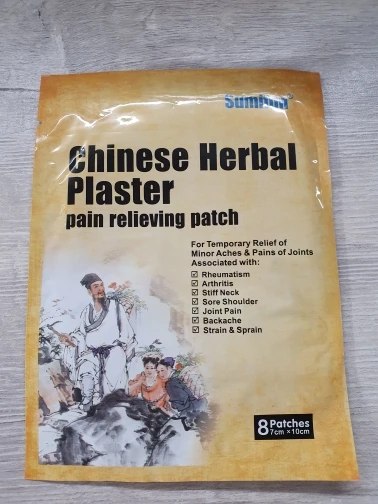 Sumifun
Chinese Herbal
Plaster
pain relieving patch
For Temporary Relief of
Minor Aches & Pains of Joints
Associated with:
☑ Rheumatism
☑ Arthritis
☑ Stiff Neck
☑ Sore Shoulder
☑ Joint Pain
☑ Backache
☑ Strain & Sprain
8 Patches
7cm × 10cm